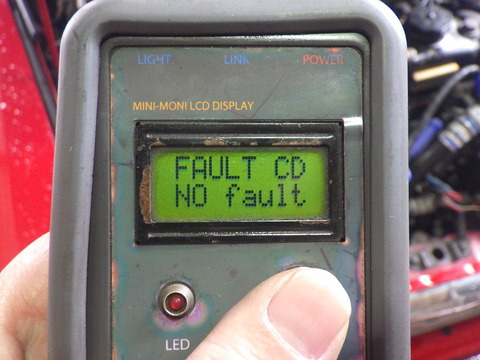 LIGHT LINK POWER
MINI-MONI LCD DISPLAY
FAULT CD
NO fault
LED